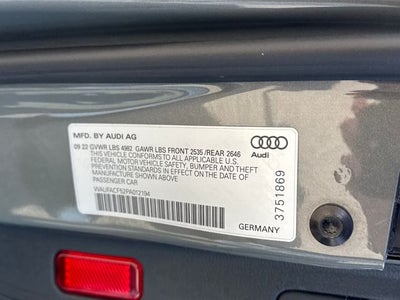 MFD. BY AUDI AG
09 22 GVWR LBS 4982 GAWR LBS FRONT 2535 /REAR 2646
THIS VEHICLE CONFORMS TO ALL APPLICABLE U.S.
FEDERAL MOTOR VEHICLE SAFETY, BUMPER AND THEFT
PREVENTION STANDARDS IN EFFECT ON THE DATE OF
MANUFACTURE SHOWN ABOVE.
PASSENGER CAR
WAUFACF52PA012194
Audi
3751869
GERMANY